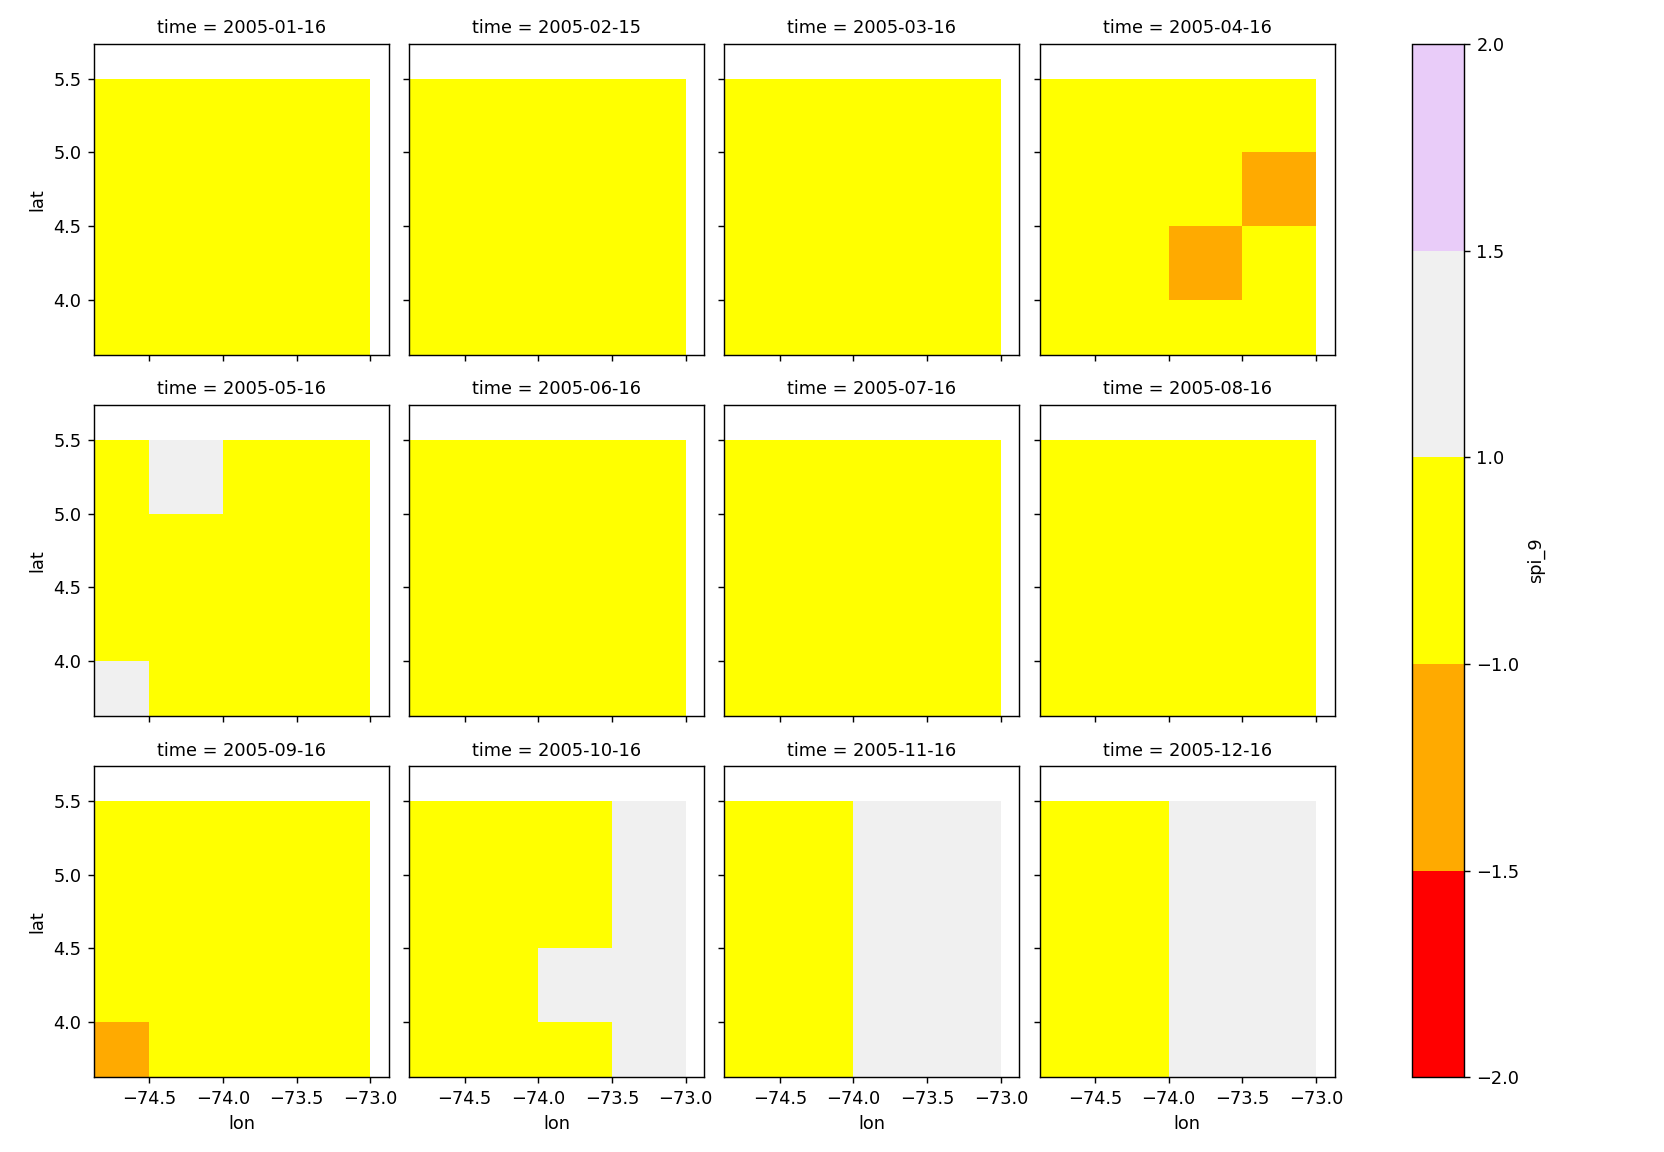 time = 2005-01-16
time = 2005-02-15
time = 2005-03-16
time = 2005-04-16
5.5
5.0
4.5
4.0
lat
time = 2005-05-16
time = 2005-06-16
time = 2005-07-16
time = 2005-08-16
5.5
5.0
4.5
4.0
lat
time = 2005-09-16
time = 2005-10-16
time = 2005-11-16
time = 2005-12-16
5.5
5.0
4.5
4.0
lat
−74.5 −74.0 −73.5 −73.0
lon
−74.5 −74.0 −73.5 −73.0
lon
−74.5 −74.0 −73.5 −73.0
lon
−74.5 −74.0 −73.5 −73.0
lon
2.0
1.5
1.0
−1.0
−1.5
−2.0
spi_9